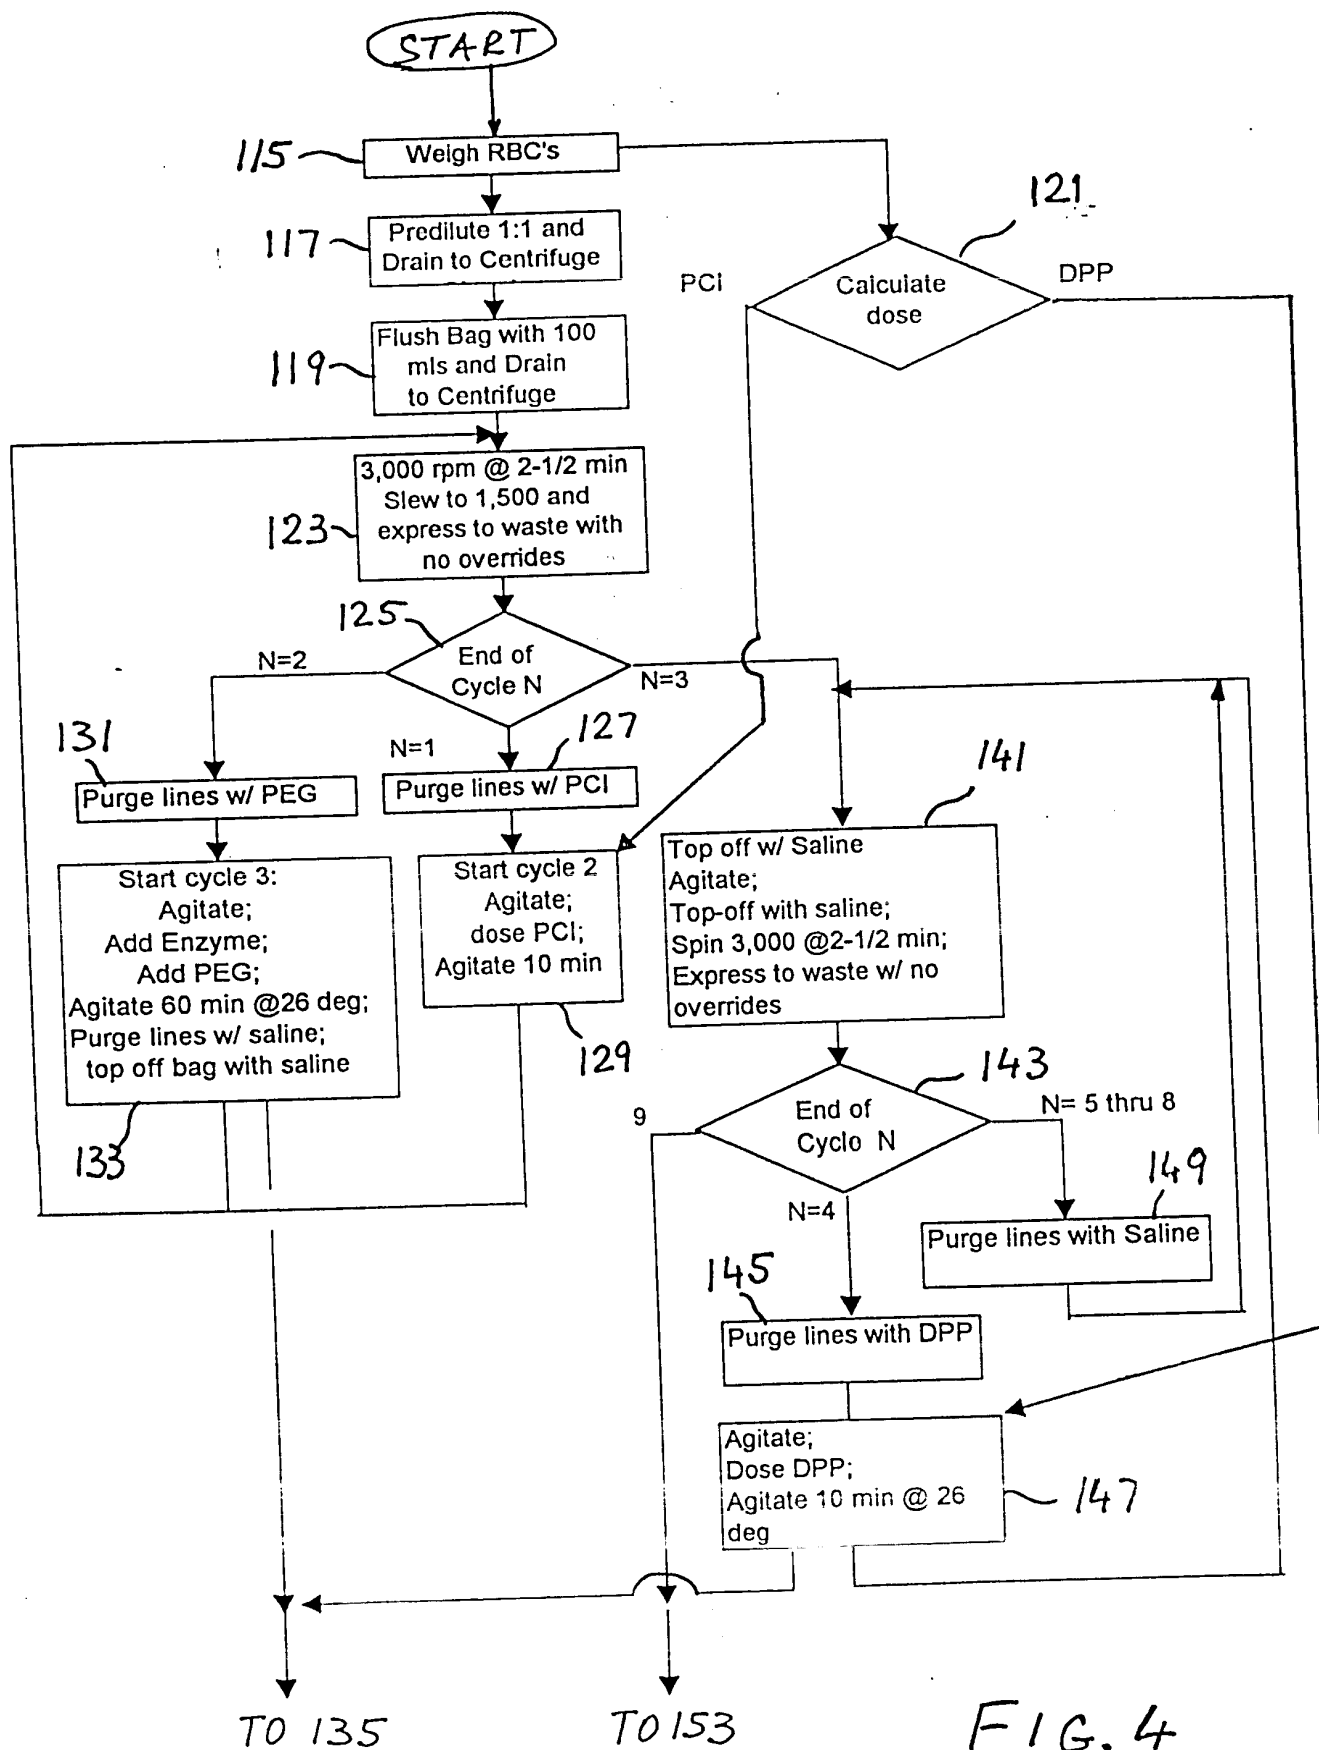 START
115
Weigh RBC's
117
Predilute 1:1 and
Drain to Centrifuge
121
PCI
Calculate
dose
DPP
119
Flush Bag with 100
mls and Drain
to Centrifuge
123
3,000 rpm @ 2-1/2 min
Slew to 1,500 and
express to waste with
no overrides
125
N=2
End of
Cycle N
N=3
N=1
131
127
141
Purge lines w/ PEG
Purge lines w/ PCI
Start cycle 3:
Agitate;
Add Enzyme;
Add PEG;
Agitate 60 min @26 deg;
Purge lines w/ saline;
top off bag with saline
133
Start cycle 2
Agitate;
dose PCI;
Agitate 10 min
129
Top off w/ Saline
Agitate;
Top-off with saline;
Spin 3,000 @2-1/2 min;
Express to waste w/ no
overrides
143
9
End of
Cyclo N
N= 5 thru 8
N=4
149
Purge lines with Saline
145
Purge lines with DPP
Agitate;
Dose DPP;
Agitate 10 min @ 26
deg
147
TO 135
TO 153
FIG. 4